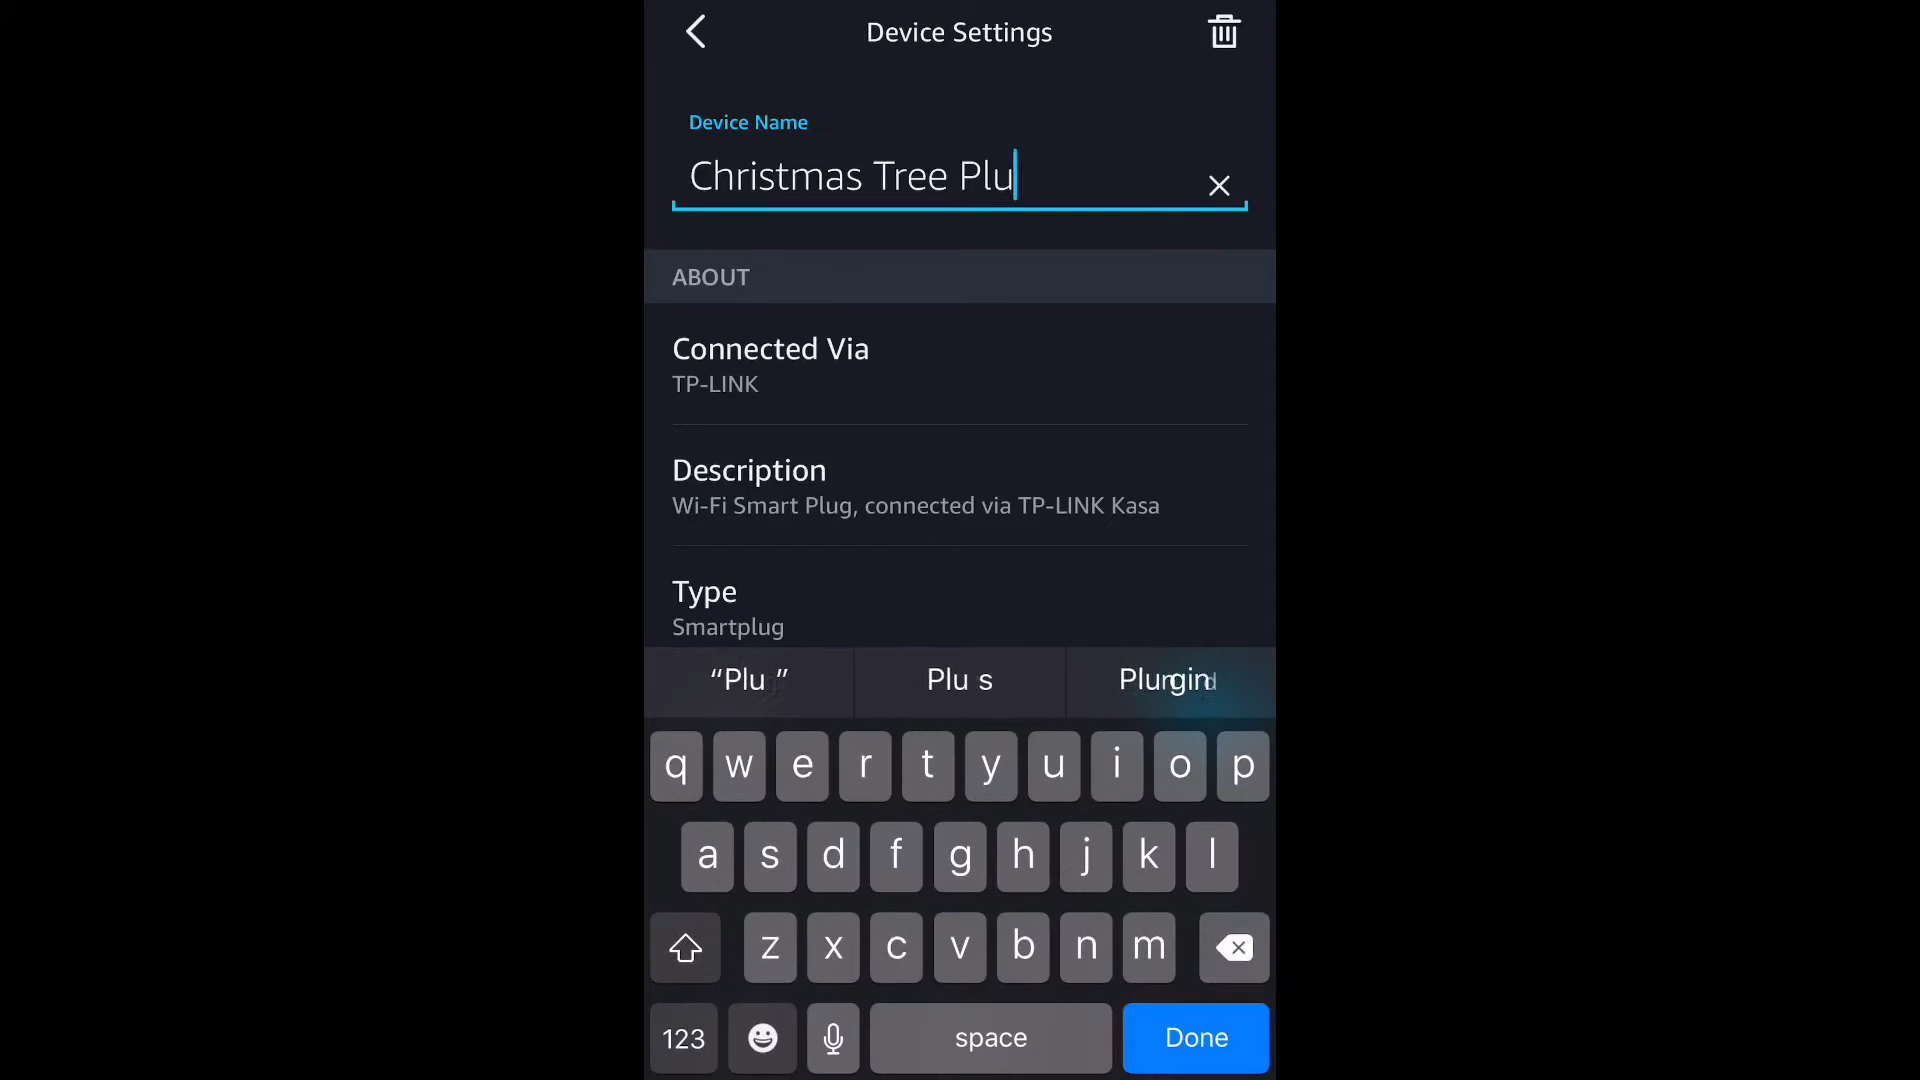 Device Settings
Device Name
Christmas Tree Plu
ABOUT
Connected Via
TP-LINK
Description
Wi-Fi Smart Plug, connected via TP-LINK Kasa
Type
Smartplug
“Plu ” Plu s
q w e r t y u i o p
a s d f g h j k l
z x c v b n m
123 space Done